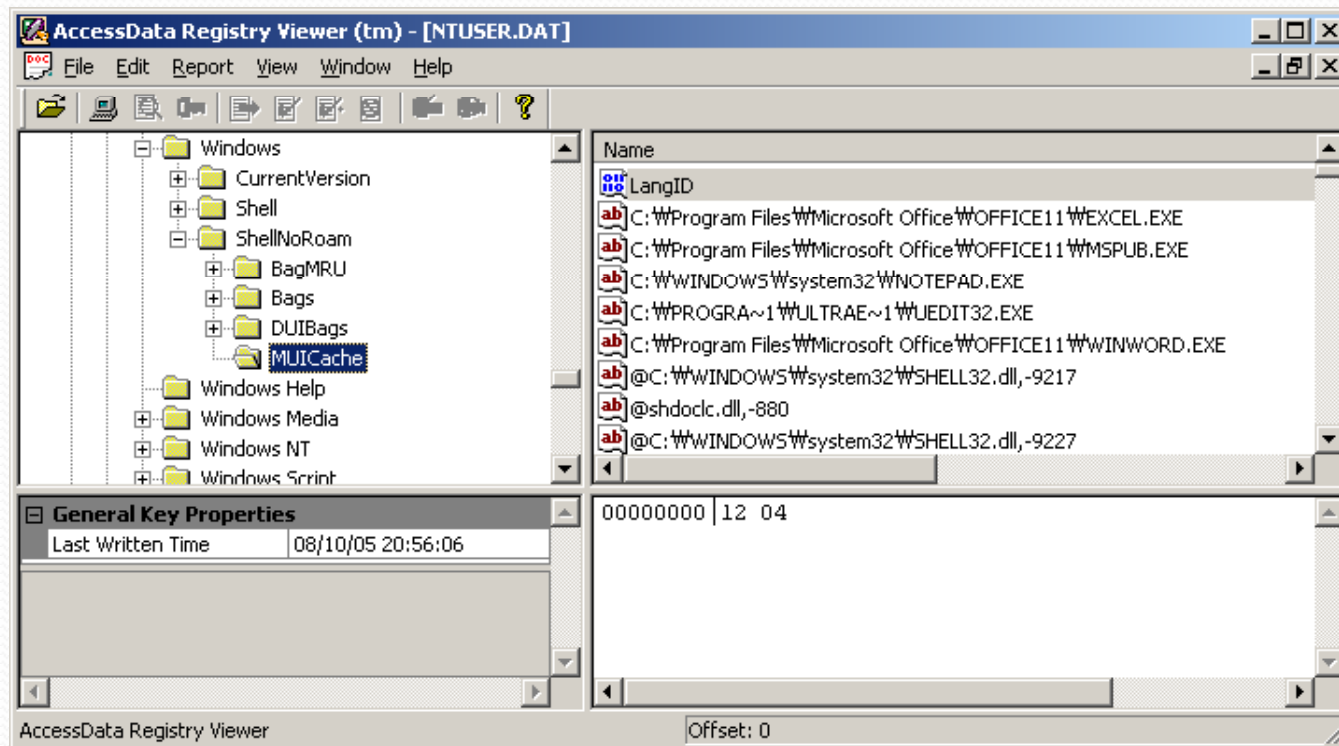 AccessData Registry Viewer (tm) - [NTUSER.DAT]
File Edit Report View Window Help
Windows
CurrentVersion
Shell
ShellNoRoam
BagMRU
Bags
DUIBags
MUICache
Windows Help
Windows Media
Windows NT
Windows Script
Name
LangID
C:₩Program Files₩Microsoft Office₩OFFICE11₩EXCEL.EXE
C:₩Program Files₩Microsoft Office₩OFFICE11₩MSPUB.EXE
C:₩WINDOWS₩system32₩NOTEPAD.EXE
C:₩PROGRA~1₩ULTRAE~1₩UEDIT32.EXE
C:₩Program Files₩Microsoft Office₩OFFICE11₩WINWORD.EXE
@C:₩WINDOWS₩system32₩SHELL32.dll,-9217
@shdoclc.dll,-880
@C:₩WINDOWS₩system32₩SHELL32.dll,-9227
General Key Properties
Last Written Time 08/10/05 20:56:06
00000000 12 04
AccessData Registry Viewer
Offset: 0